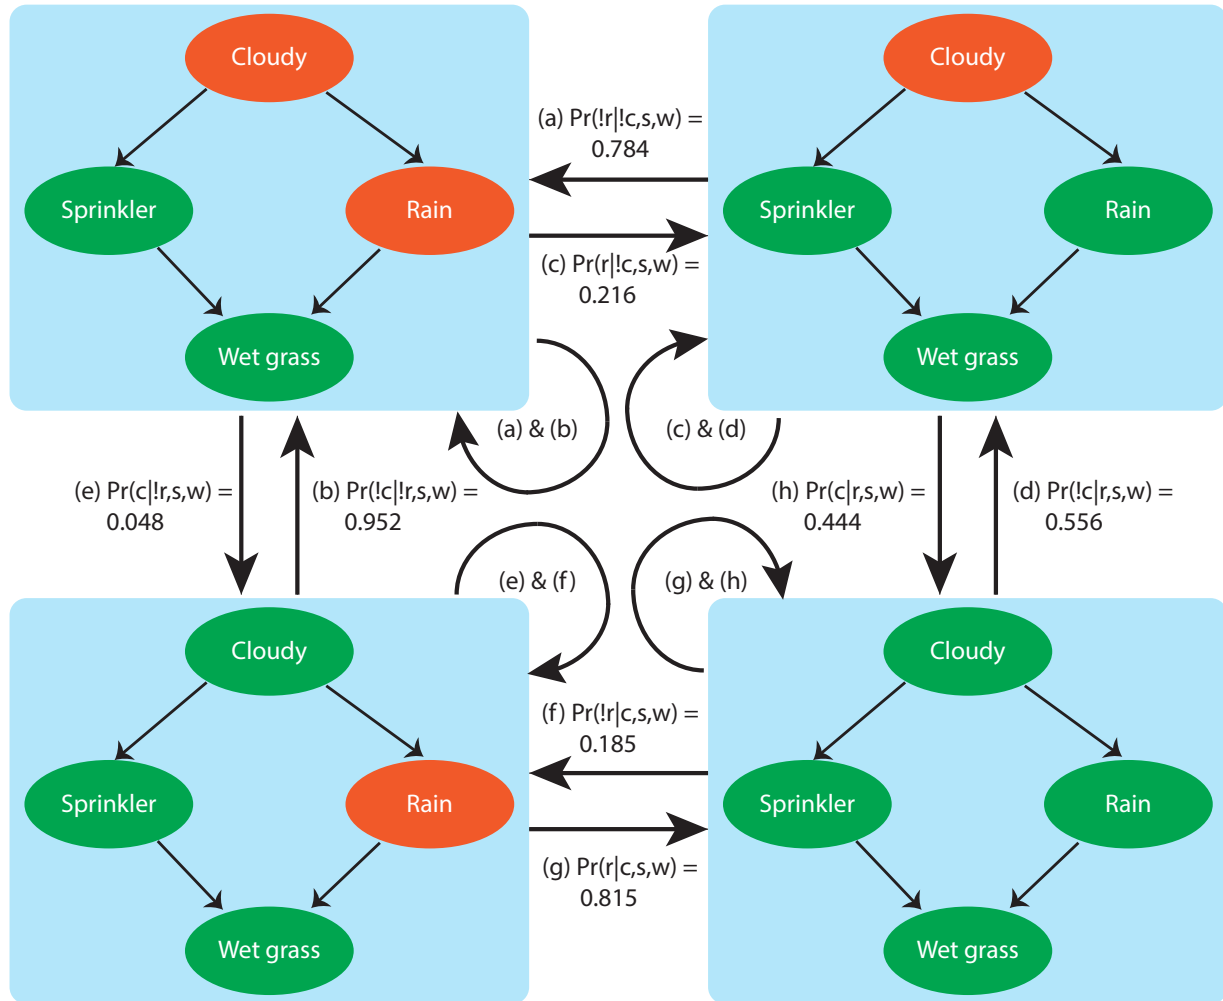 Cloudy
Sprinkler
Rain
Wet grass
(a) Pr(!r|!c,s,w) =
0.784
(c) Pr(r|!c,s,w) =
0.216
Cloudy
Sprinkler
Rain
Wet grass
(a) & (b)
(c) & (d)
(e) Pr(c|!r,s,w) =
0.048
(b) Pr(!c|!r,s,w) =
0.952
(h) Pr(c|r,s,w) =
0.444
(d) Pr(!c|r,s,w) =
0.556
(e) & (f)
(g) & (h)
Cloudy
Sprinkler
Rain
Wet grass
(f) Pr(!r|c,s,w) =
0.185
(g) Pr(r|c,s,w) =
0.815
Cloudy
Sprinkler
Rain
Wet grass